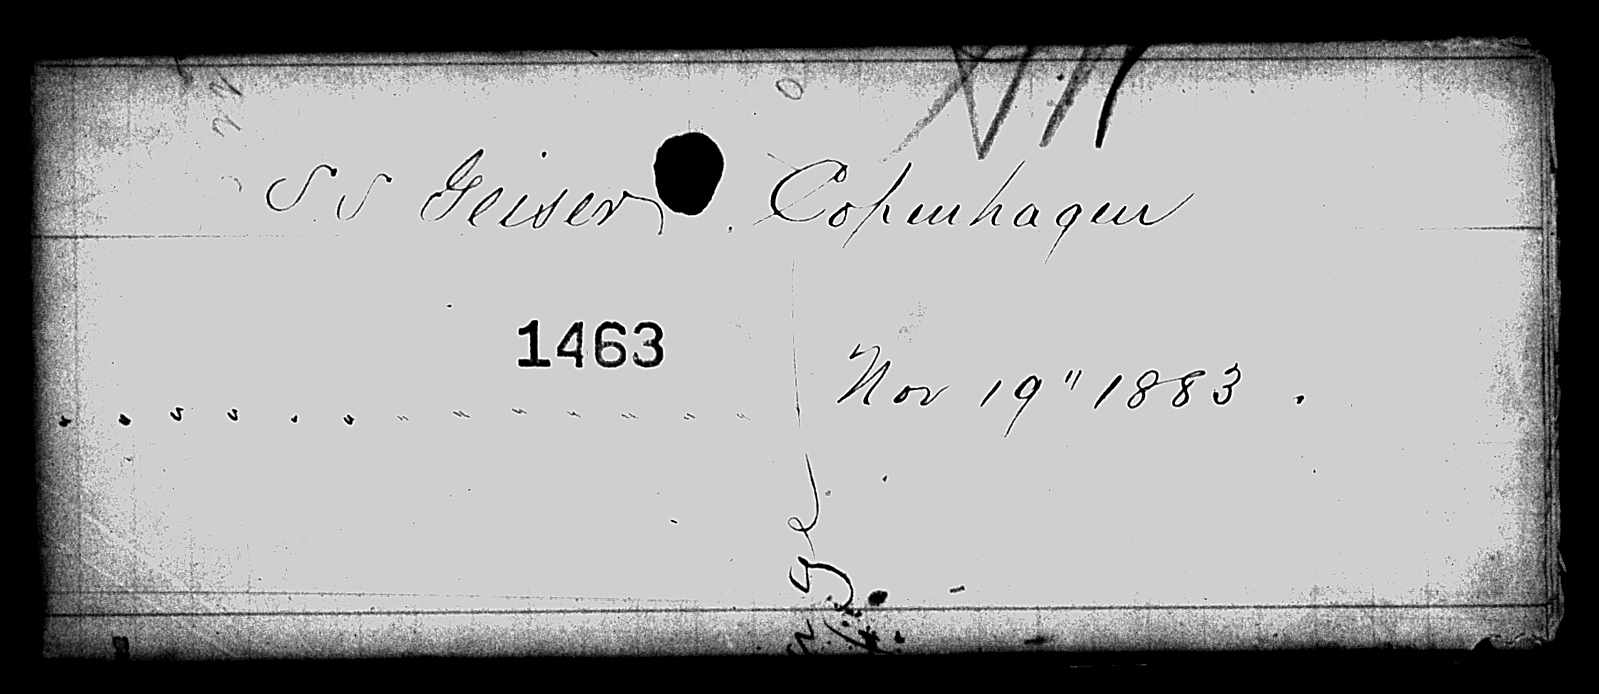 S S Geiser. Copenhagen
1463
Nov 19" 1883.